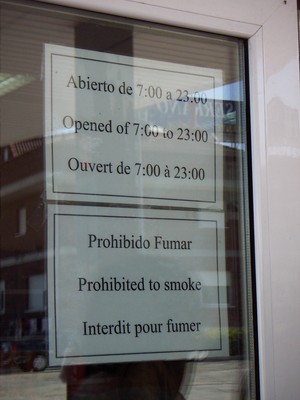 Abierto de 7:00 a 23:00
Opened of 7:00 to 23:00
Ouvert de 7:00 à 23:00
Prohibido Fumar
Prohibited to smoke
Interdit pour fumer